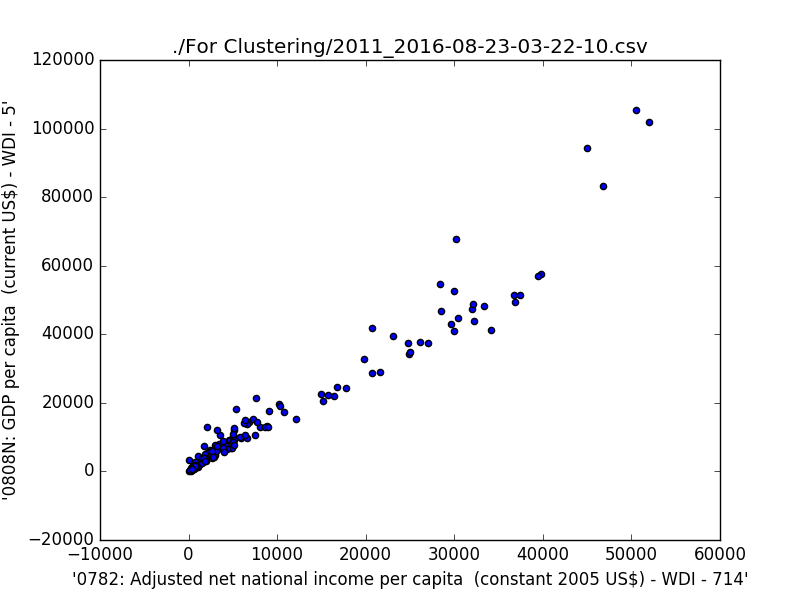 ./For Clustering/2011_2016-08-23-03-22-10.csv
120000
100000
80000
60000
40000
20000
0
−20000
'0808N: GDP per capita  (current US$) - WDI - 5'
−10000 0 10000 20000 30000 40000 50000 60000
'0782: Adjusted net national income per capita  (constant 2005 US$) - WDI - 714'